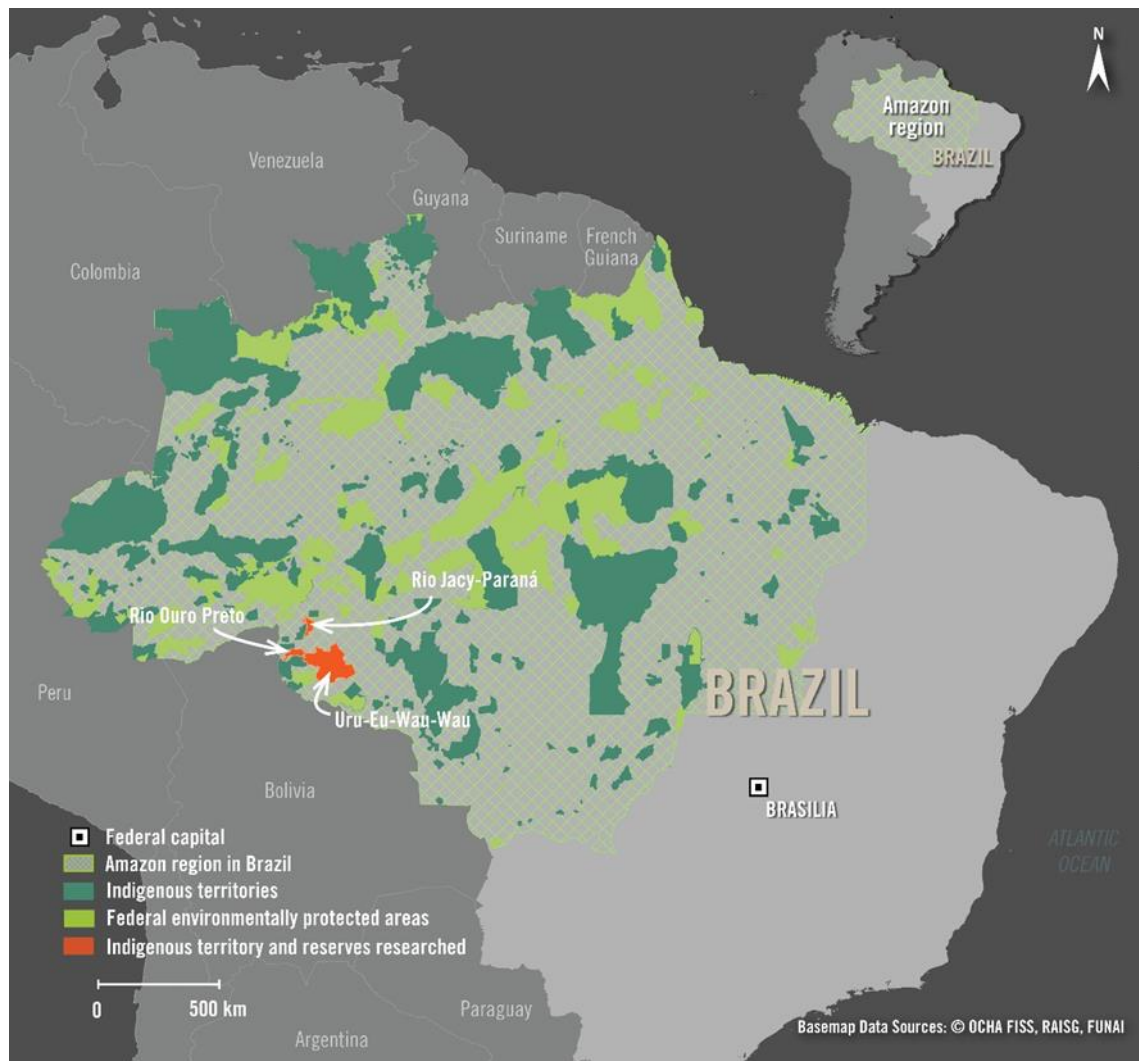 N
Amazon
region
BRAZIL
Venezuela
Guyana
Suriname
French
Guiana
Colombia
Rio Jacy-Paraná
Rio Ouro Preto
Peru
BRAZIL
Uru-Eu-Wau-Wau
Bolivia
BRASILIA
Federal capital
Amazon region in Brazil
Indigenous territories
Federal environmentally protected areas
Indigenous territory and reserves researched
ATLANTIC
OCEAN
0 500 km
Paraguay
Argentina
Basemap Data Sources: © OCHA FISS, RAISG, FUNAI